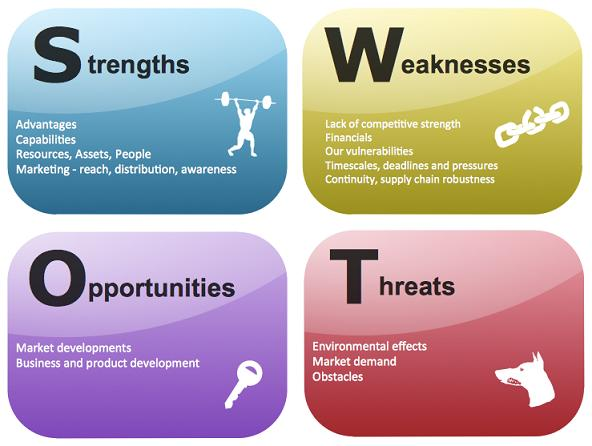 Strengths
Advantages
Capabilities
Resources, Assets, People
Marketing - reach, distribution, awareness
Weaknesses
Lack of competitive strength
Financials
Our vulnerabilities
Timescales, deadlines and pressures
Continuity, supply chain robustness
Opportunities
Market developments
Business and product development
Threats
Environmental effects
Market demand
Obstacles